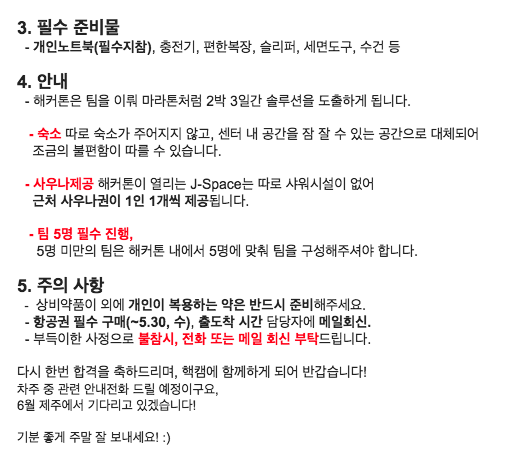 3. 필수 준비물
- 개인노트북(필수지참), 충전기, 편한복장, 슬리퍼, 세면도구, 수건 등
4. 안내
- 해커톤은 팀을 이뤄 마라톤처럼 2박 3일간 솔루션을 도출하게 됩니다.
- 숙소 따로 숙소가 주어지지 않고, 센터 내 공간을 잠 잘 수 있는 공간으로 대체되어
조금의 불편함이 따를 수 있습니다.
- 사우나제공 해커톤이 열리는 J-Space는 따로 샤워시설이 없어
근처 사우나권이 1인 1개씩 제공됩니다.
- 팀 5명 필수 진행,
5명 미만의 팀은 해커톤 내에서 5명에 맞춰 팀을 구성해주셔야 합니다.
5. 주의 사항
- 상비약품이 외에 개인이 복용하는 약은 반드시 준비해주세요.
- 항공권 필수 구매(~5.30, 수), 출도착 시간 담당자에 메일회신.
- 부득이한 사정으로 불참시, 전화 또는 메일 회신 부탁드립니다.
다시 한번 합격을 축하드리며, 핵캠에 함께하게 되어 반갑습니다!
차주 중 관련 안내전화 드릴 예정이구요,
6월 제주에서 기다리고 있겠습니다!
기분 좋게 주말 잘 보내세요! :)